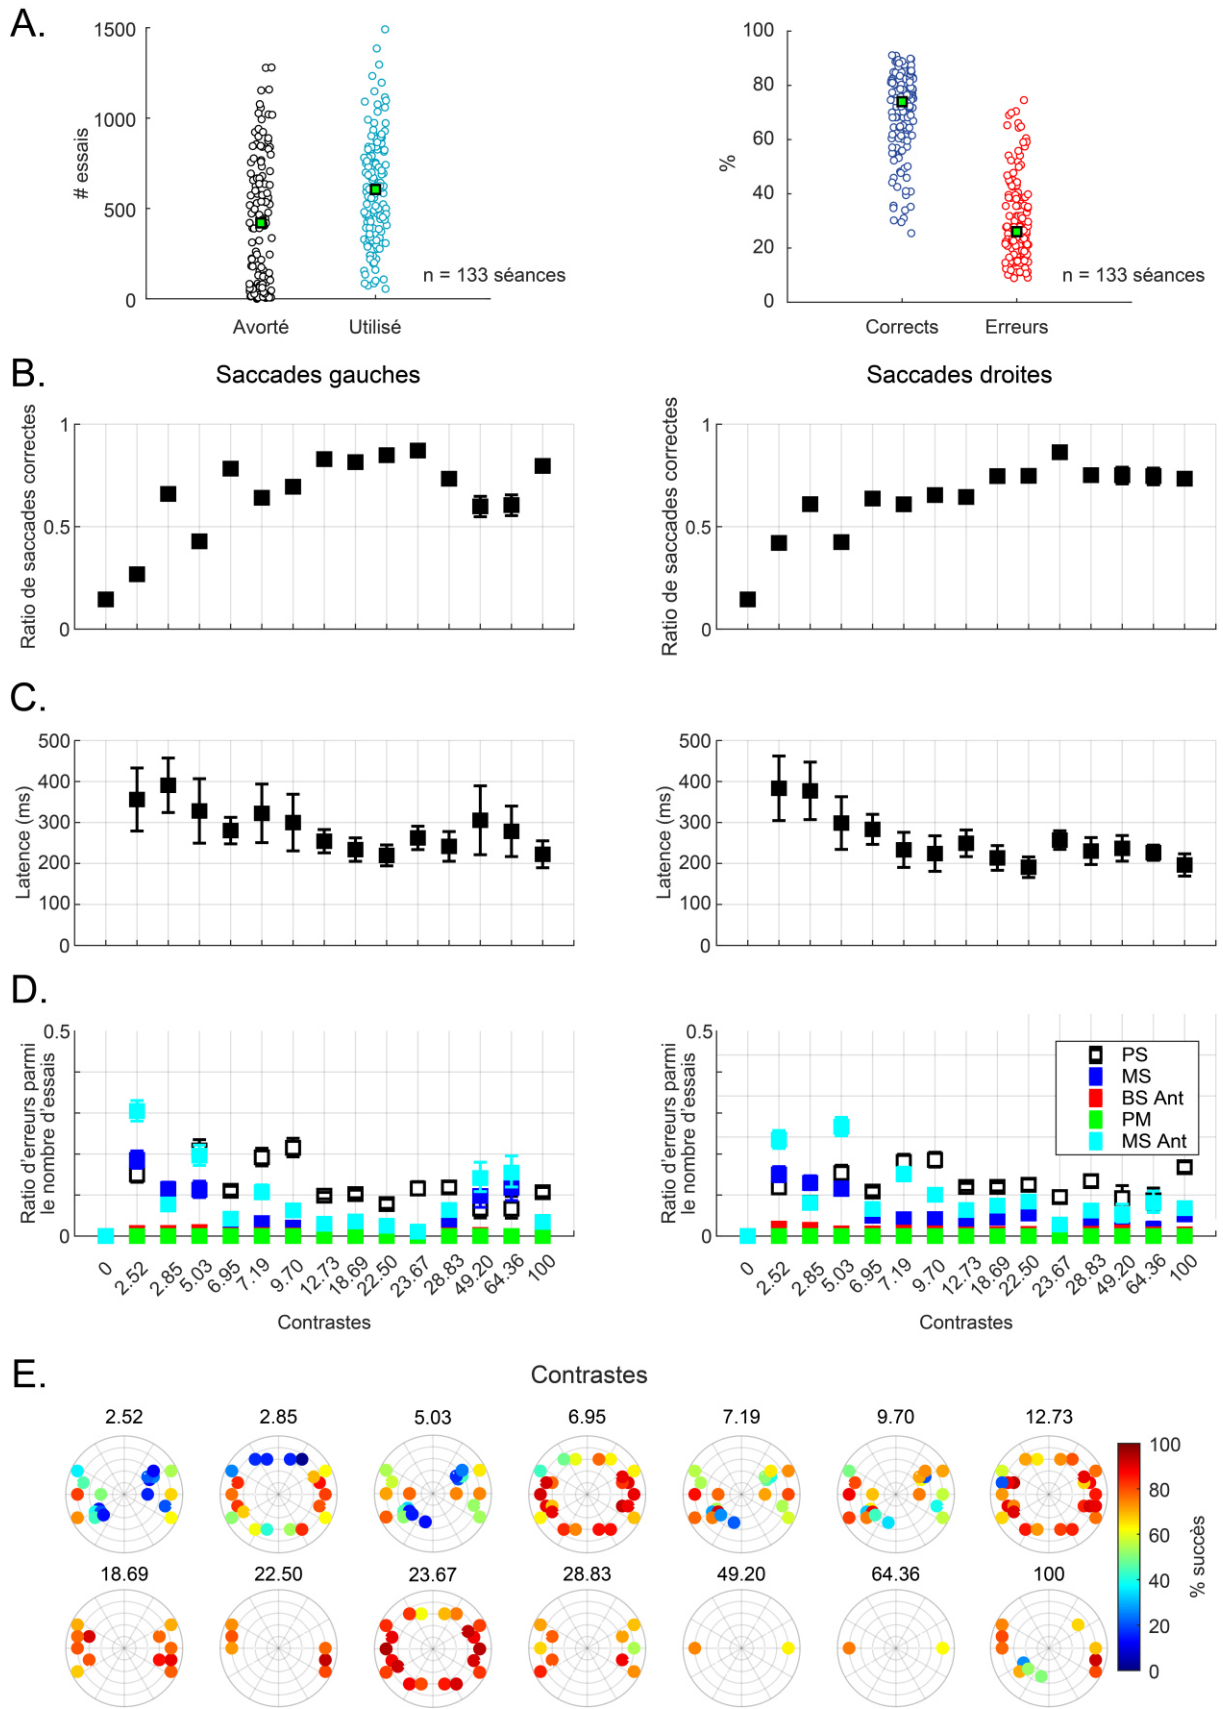 A.
1500
1000
500
0
# essais
Avorté
Utilisé
n = 133 séances
100
80
60
40
20
0
%
Corrects
Erreurs
n = 133 séances
B.
Saccades gauches
Saccades droites
Ratio de saccades correctes
1
0.5
0
Ratio de saccades correctes
1
0.5
0
C.
Latence (ms)
500
400
300
200
100
0
Latence (ms)
500
400
300
200
100
0
D.
Ratio d'erreurs parmi
le nombre d'essais
0.5
0
0
2.52
2.85
5.03
6.95
7.19
9.70
12.73
18.69
22.50
23.67
28.83
49.20
64.36
100
Contrastes
Ratio d'erreurs parmi
le nombre d'essais
0.5
0
PS
MS
BS Ant
PM
MS Ant
0
2.52
2.85
5.03
6.95
7.19
9.70
12.73
18.69
22.50
23.67
28.83
49.20
64.36
100
Contrastes
E.
Contrastes
2.52
2.85
5.03
6.95
7.19
9.70
12.73
18.69
22.50
23.67
28.83
49.20
64.36
100
100
80
60
40
20
0
% succès